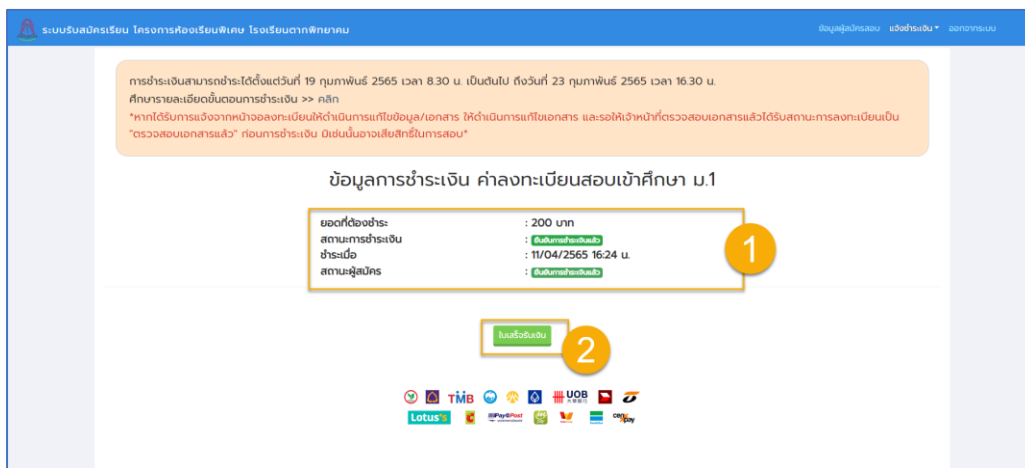 ระบบรับสมัครเรียน โครงการห้องเรียนพิเศษ โรงเรียนตากพิทยาคม
ข้อมูลผู้สมัครสอบ แจ้งชำระเงิน ออกจากระบบ
การชำระเงินสามารถชำระได้ตั้งแต่วันที่ 19 กุมภาพันธ์ 2565 เวลา 8.30 น. เป็นต้นไป ถึงวันที่ 23 กุมภาพันธ์ 2565 เวลา 16.30 น.
ศึกษารายละเอียดขั้นตอนการชำระเงิน >> คลิก
*หากได้รับการแจ้งจากหน้าจอลงทะเบียนให้ดำเนินการแก้ไขข้อมูล/เอกสาร ให้ดำเนินการแก้ไขเอกสาร และรอให้เจ้าหน้าที่ตรวจสอบเอกสารแล้วได้รับสถานะการลงทะเบียนเป็น
"ตรวจสอบเอกสารแล้ว" ก่อนการชำระเงิน มิเช่นนั้นอาจเสียสิทธิ์ในการสอบ*
ข้อมูลการชำระเงิน ค่าลงทะเบียนสอบเข้าศึกษา ม.1
ยอดที่ต้องชำระ : 200 บาท
สถานะการชำระเงิน : ยืนยันการชำระเงินแล้ว
ชำระเมื่อ : 11/04/2565 16:24 น.
สถานะผู้สมัคร : ยืนยันการชำระเงินแล้ว
1
ใบเสร็จรับเงิน
2
TMB UOB
Lotus's Pay@Post cenPay